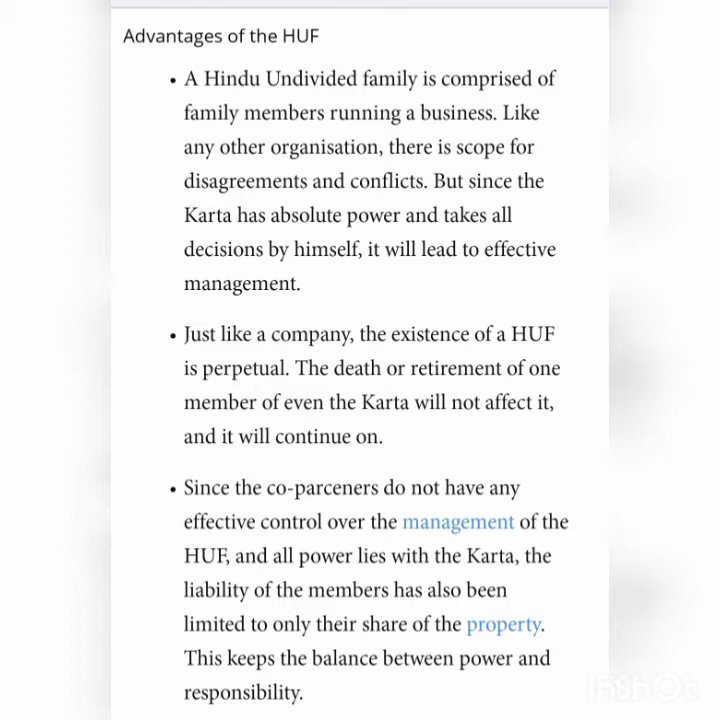 Advantages of the HUF
• A Hindu Undivided family is comprised of
family members running a business. Like
any other organisation, there is scope for
disagreements and conflicts. But since the
Karta has absolute power and takes all
decisions by himself, it will lead to effective
management.
• Just like a company, the existence of a HUF
is perpetual. The death or retirement of one
member of even the Karta will not affect it,
and it will continue on.
• Since the co-parceners do not have any
effective control over the management of the
HUF, and all power lies with the Karta, the
liability of the members has also been
limited to only their share of the property.
This keeps the balance between power and
responsibility.
InShOt